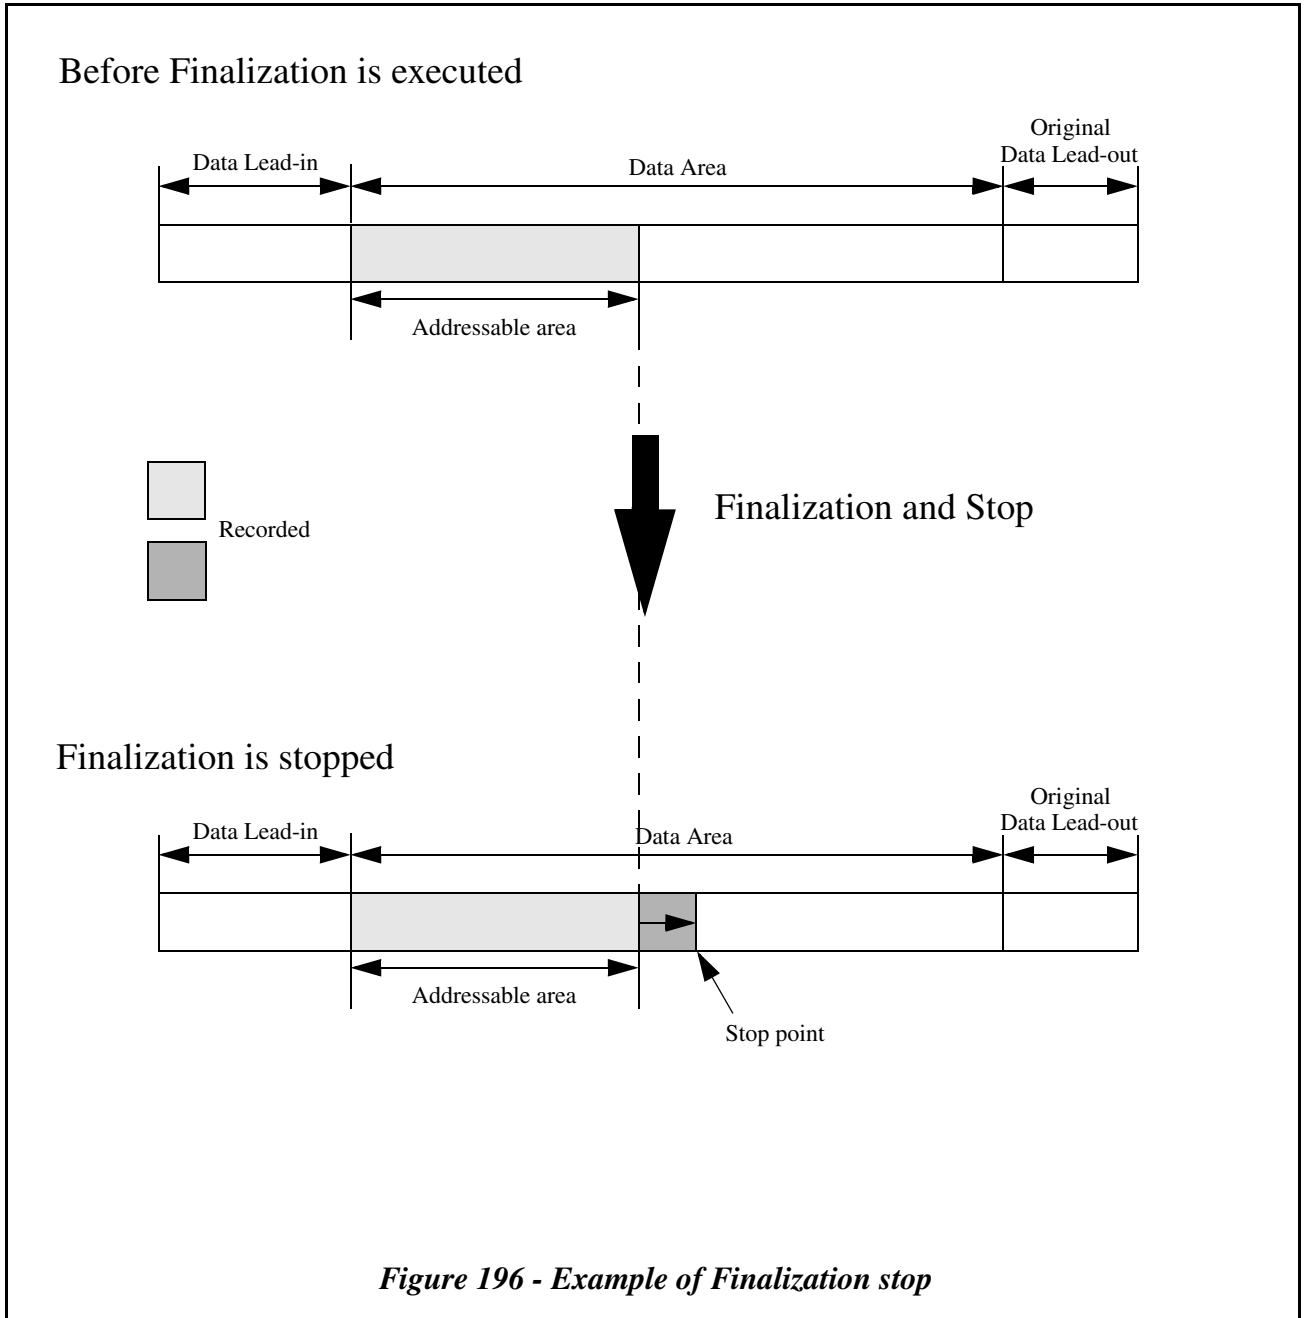 Before Finalization is executed
Original
Data Lead-in
Data Area
Data Lead-out
Addressable area
Finalization and Stop
Recorded
Finalization is stopped
Original
Data Lead-in
Data Area
Data Lead-out
Addressable area
Stop point
Figure 196 - Example of Finalization stop